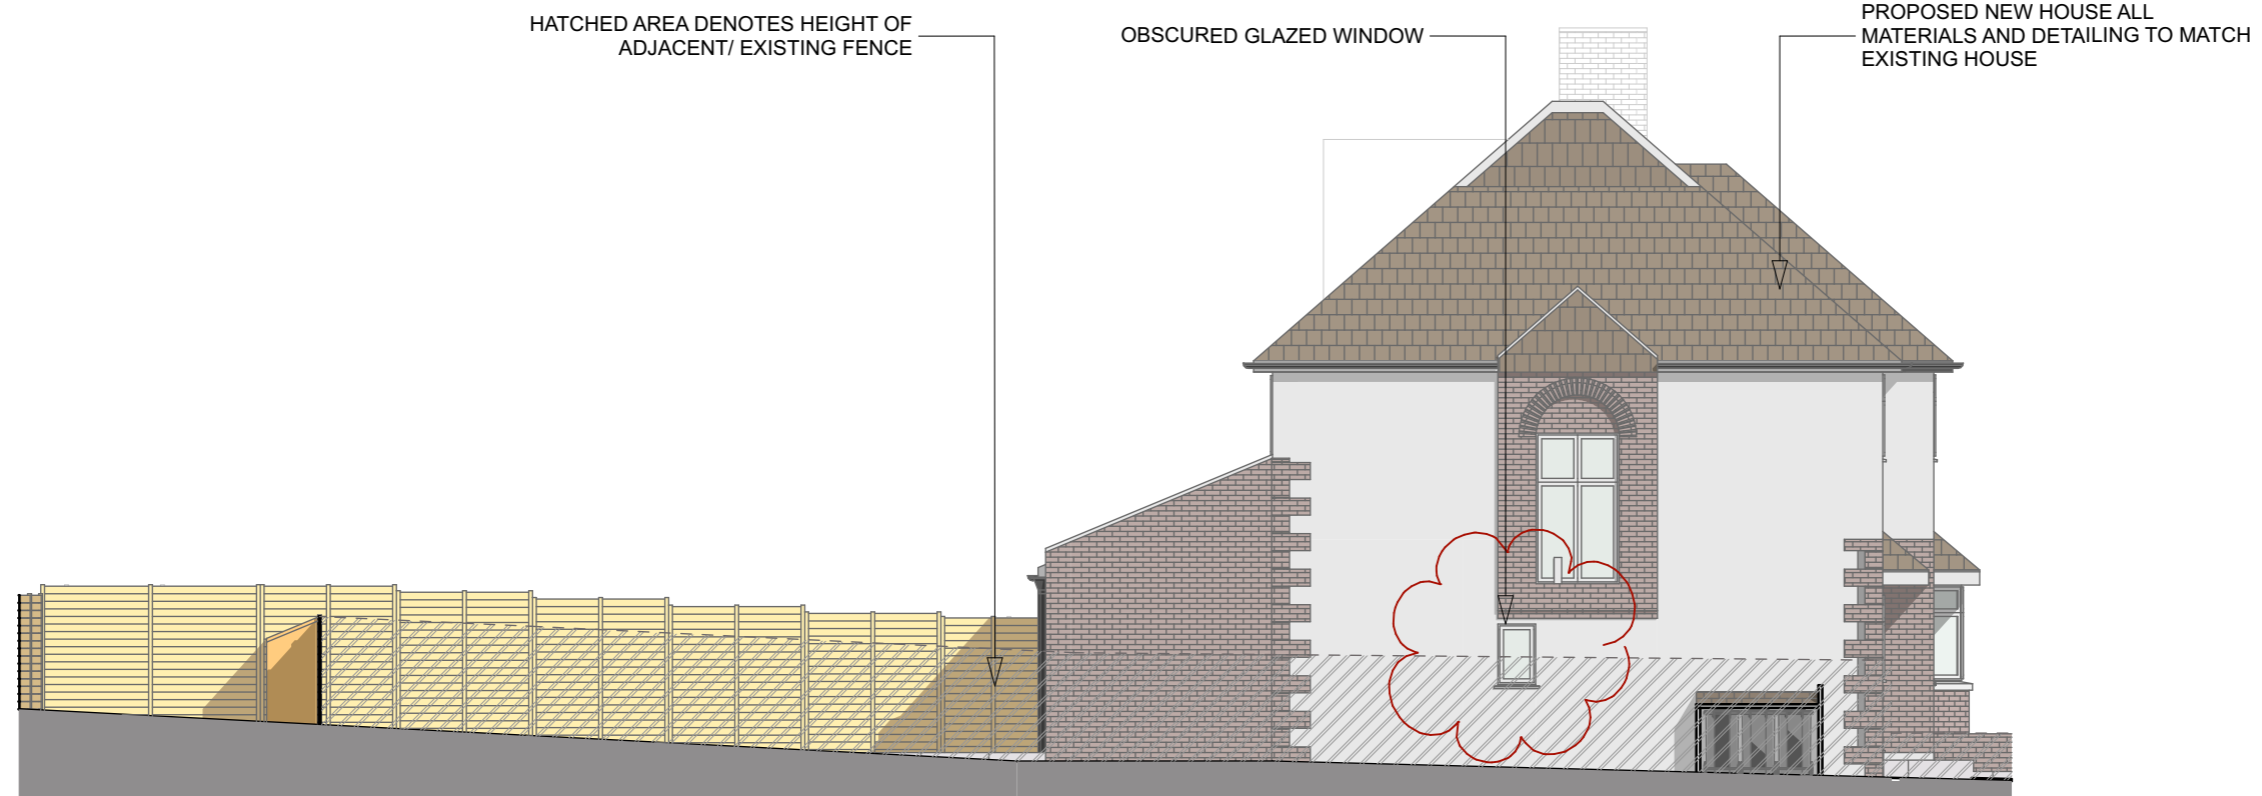 HATCHED AREA DENOTES HEIGHT OF
ADJACENT/ EXISTING FENCE
OBSCURED GLAZED WINDOW
PROPOSED NEW HOUSE ALL
MATERIALS AND DETAILING TO MATCH
EXISTING HOUSE